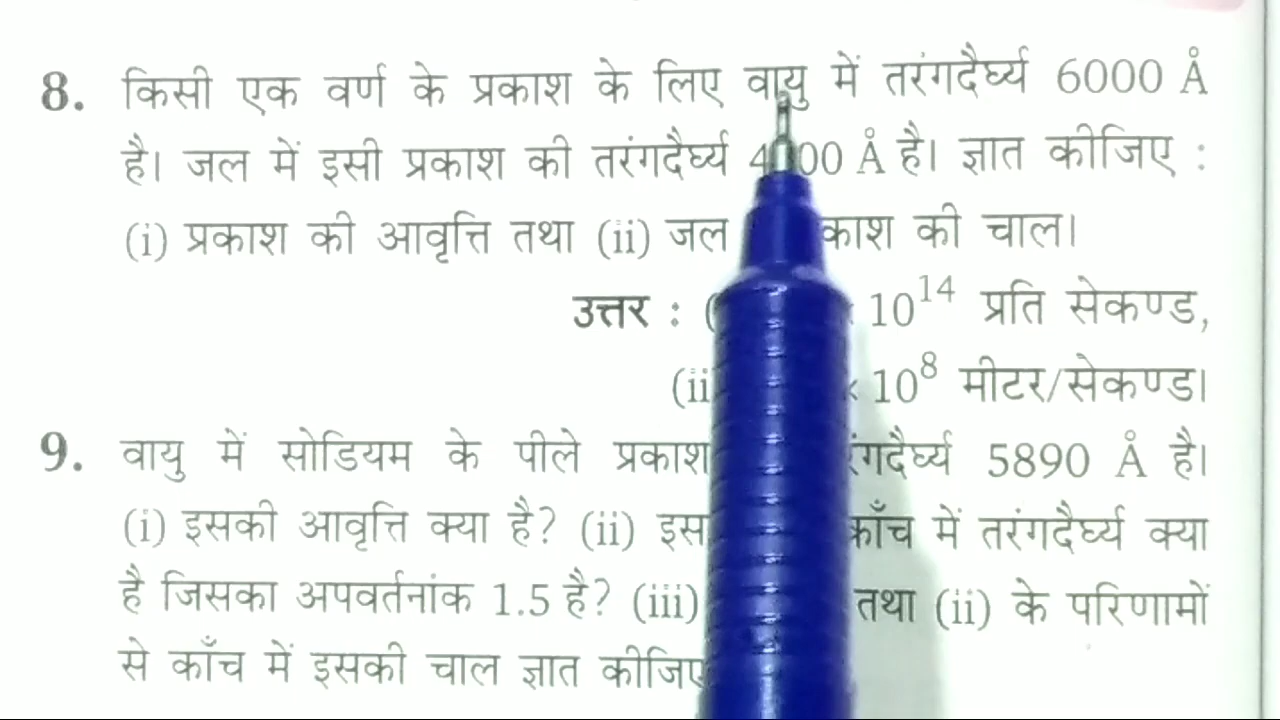 8. किसी एक वर्ण के प्रकाश के लिए वायु में तरंगदैर्घ्य 6000 Å
है। जल में इसी प्रकाश की तरंगदैर्घ्य 4 00 Å है। ज्ञात कीजिए :
(i) प्रकाश की आवृत्ति तथा (ii) जल काश की चाल।
उत्तर : ( 10¹⁴ प्रति सेकण्ड,
(ii × 10⁸ मीटर/सेकण्ड।
9. वायु में सोडियम के पीले प्रकाश रंगदैर्घ्य 5890 Å है।
(i) इसकी आवृत्ति क्या है? (ii) इस काँच में तरंगदैर्घ्य क्या
है जिसका अपवर्तनांक 1.5 है? (iii) तथा (ii) के परिणामों
से काँच में इसकी चाल ज्ञात कीजिए